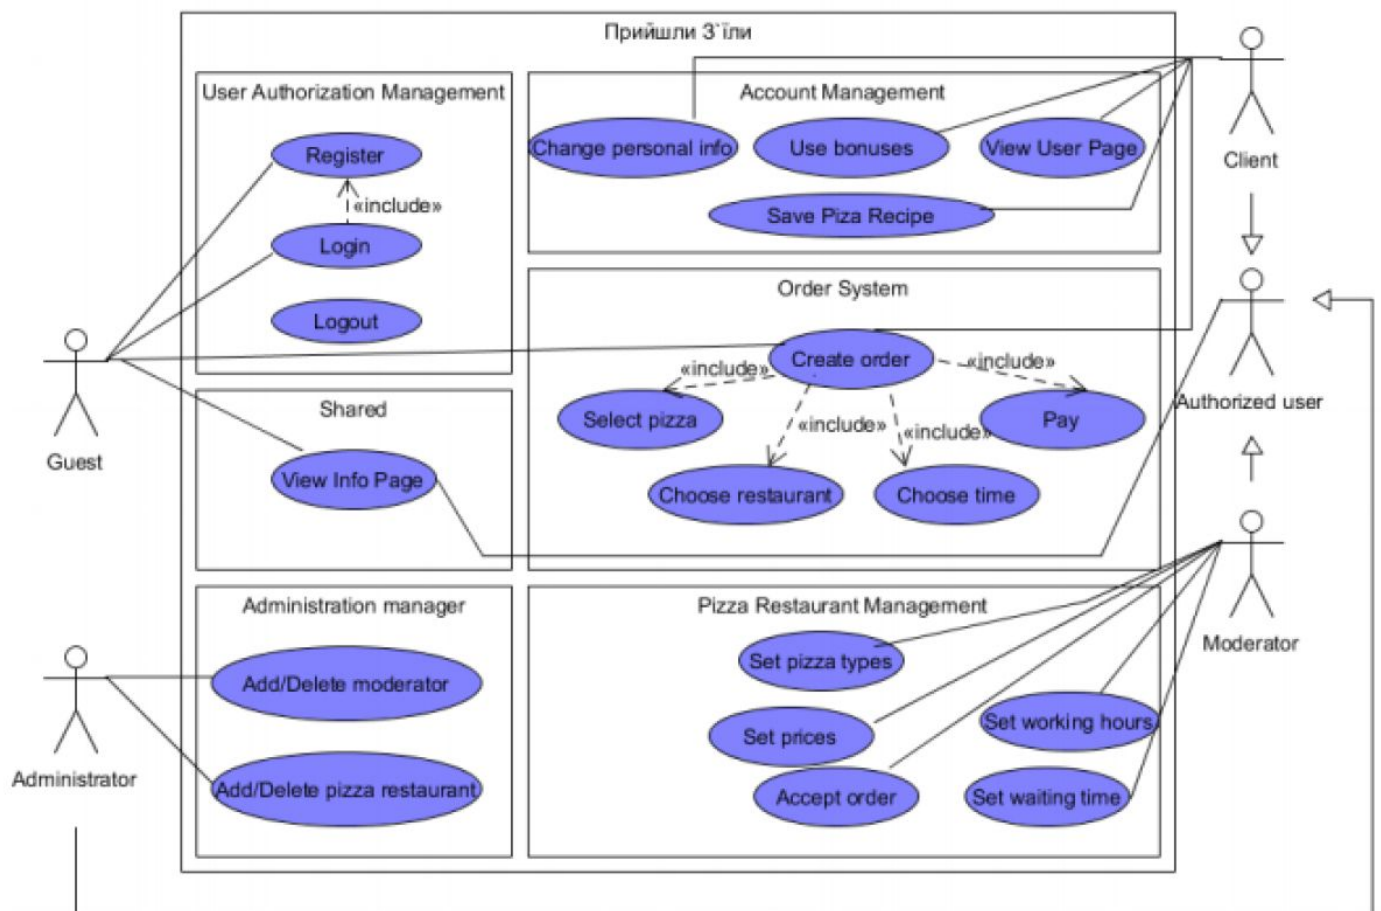 Прийшли З`їли
User Authorization Management
Register
«include»
Login
Logout
Account Management
Change personal info
Use bonuses
View User Page
Save Piza Recipe
Client
Order System
Create order
«include»
«include»
«include»
«include»
Select pizza
Pay
Choose restaurant
Choose time
Authorized user
Guest
Shared
View Info Page
Administration manager
Add/Delete moderator
Add/Delete pizza restaurant
Administrator
Pizza Restaurant Management
Set pizza types
Set prices
Set working hours
Accept order
Set waiting time
Moderator